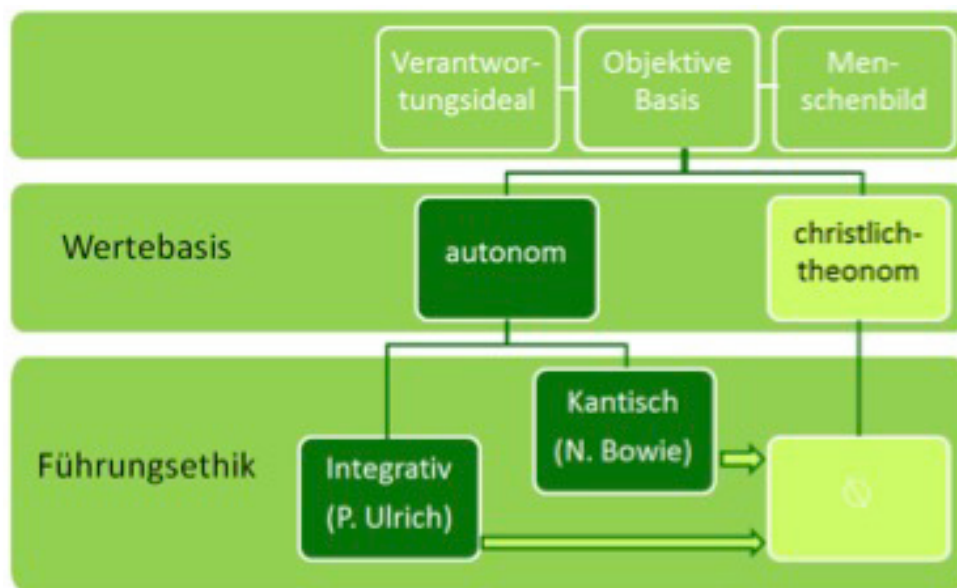 Verantwor-
tungsideal
Objektive
Basis
Men-
schenbild
Wertebasis
autonom
christlich-
theonom
Führungsethik
Integrativ
(P. Ulrich)
Kantisch
(N. Bowie)